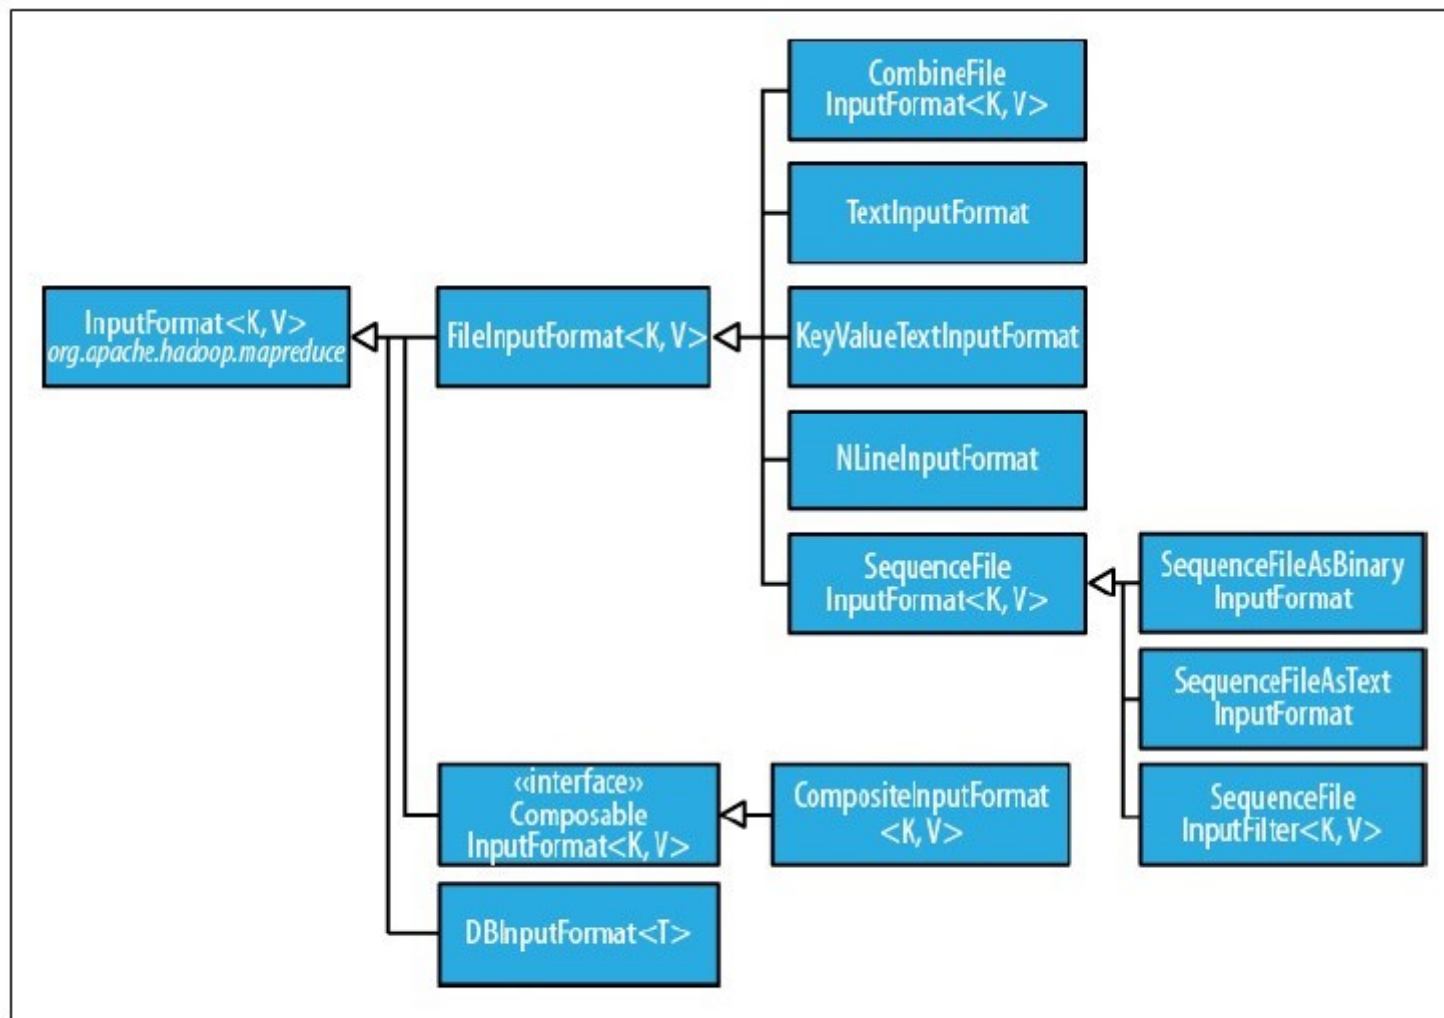 CombineFile
InputFormat<K, V>
TextInputFormat
InputFormat<K, V>
org.apache.hadoop.mapreduce
FileInputFormat<K, V>
KeyValueTextInputFormat
NLineInputFormat
SequenceFile
InputFormat<K, V>
SequenceFileAsBinary
InputFormat
SequenceFileAsText
InputFormat
«interface»
Composable
InputFormat<K, V>
CompositeInputFormat
<K, V>
SequenceFile
InputFilter<K, V>
DBInputFormat<T>